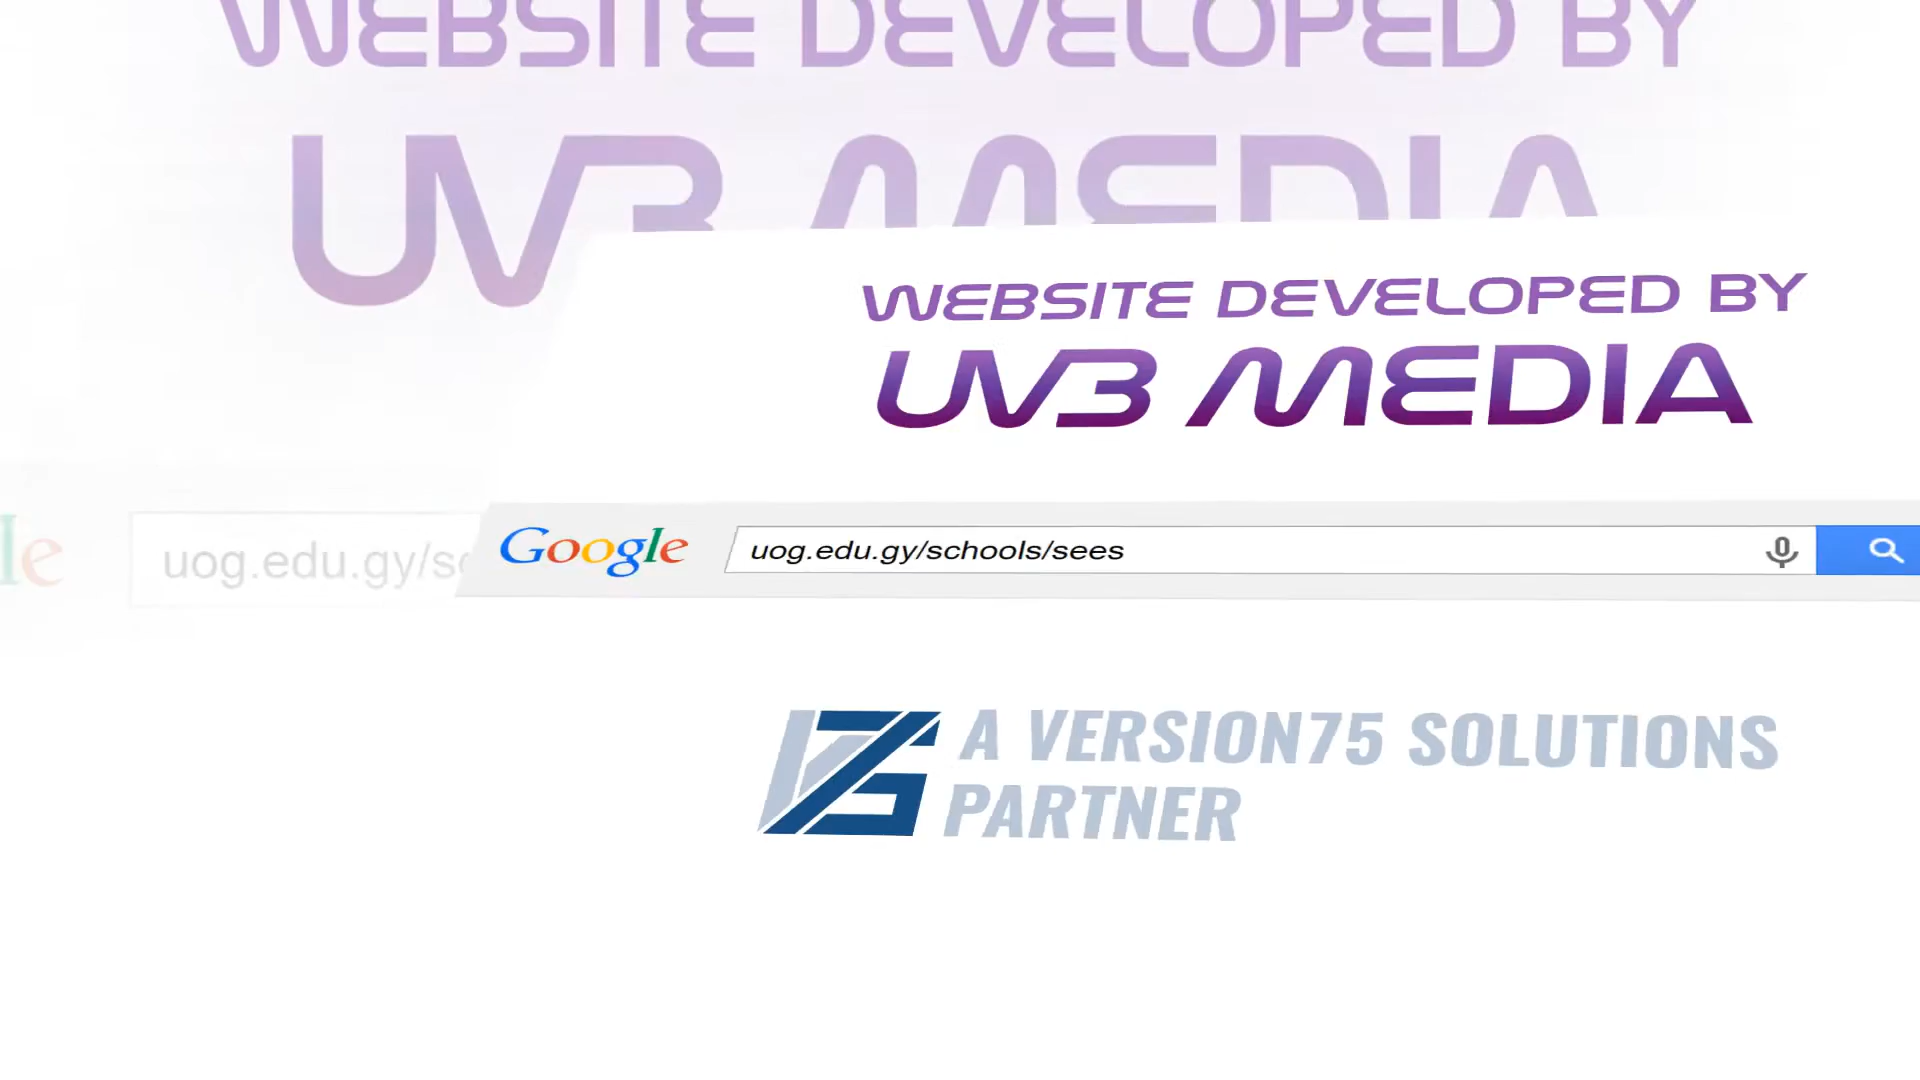 WEBSITE DEVELOPED BY
UV3 MEDIA
WEBSITE DEVELOPED BY
UV3 MEDIA
le
uog.edu.gy/sc
Google
uog.edu.gy/schools/sees
A VERSION75 SOLUTIONS
PARTNER